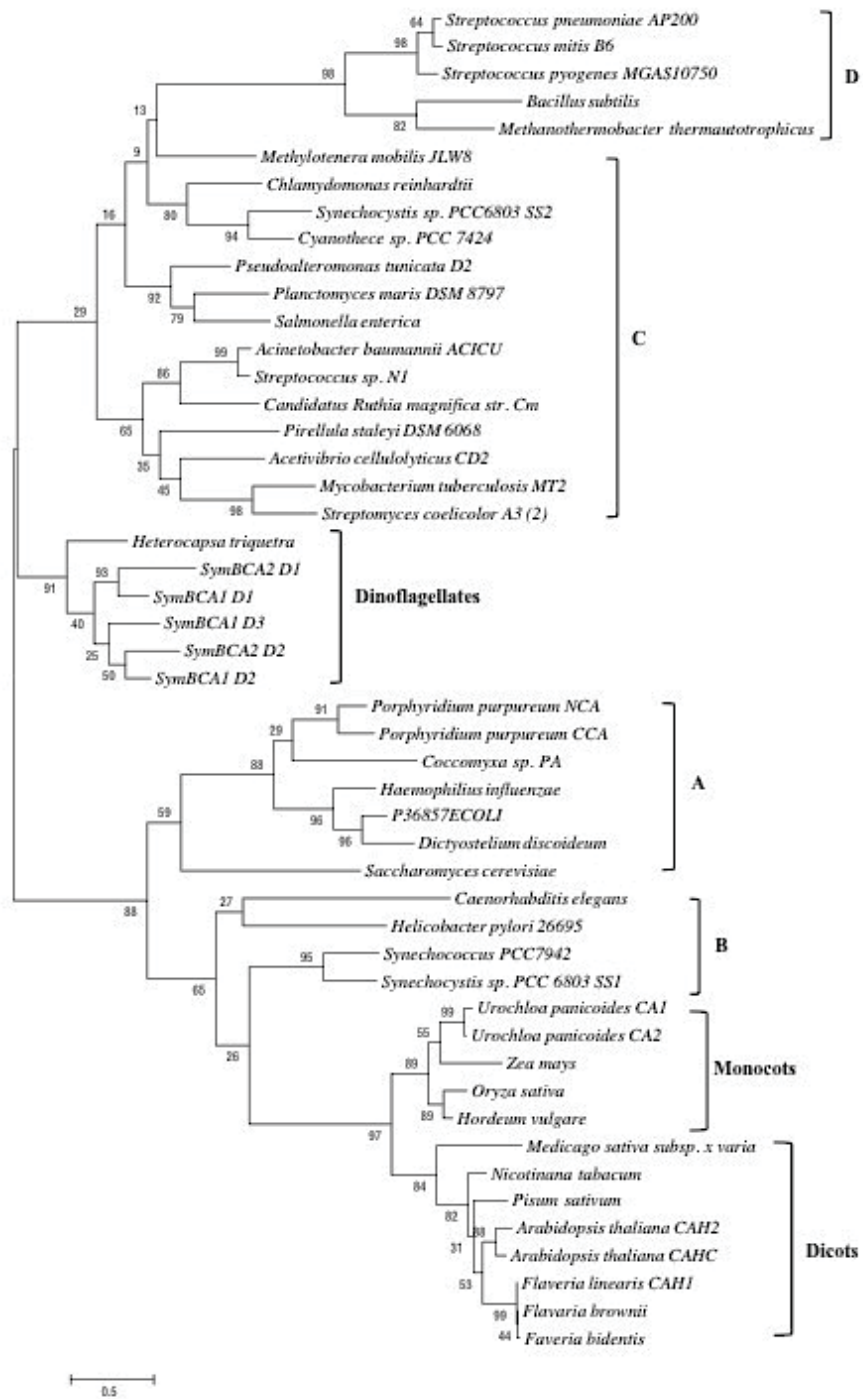 64
Streptococcus pneumoniae AP200
98
Streptococcus mitis B6
98
Streptococcus pyogenes MGAS10750
D
13
Bacillus subtilis
82
Methanothermobacter thermautotrophicus
9
Methylotenera mobilis JLW8
Chlamydomonas reinhardtii
16
80
Synechocystis sp. PCC6803 SS2
94
Cyanothece sp. PCC 7424
Pseudoalteromonas tunicata D2
92
Planctomyces maris DSM 8797
29
79
Salmonella enterica
C
99
Acinetobacter baumannii ACICU
86
Streptococcus sp. N1
Candidatus Ruthia magnifica str. Cm
65
Pirellula staleyi DSM 6068
35
Acetivibrio cellulolyticus CD2
45
Mycobacterium tuberculosis MT2
98
Streptomyces coelicolor A3 (2)
Heterocapsa triquetra
93
SymBCA2 D1
91
SymBCA1 D1
Dinoflagellates
40
SymBCA1 D3
25
SymBCA2 D2
50
SymBCA1 D2
91
Porphyridium purpureum NCA
29
Porphyridium purpureum CCA
88
Coccomyxa sp. PA
A
Haemophilius influenzae
59
96
P36857ECOLI
96
Dictyostelium discoideum
Saccharomyces cerevisiae
88
27
Caenorhabditis elegans
Helicobacter pylori 26695
B
65
95
Synechococcus PCC7942
Synechocystis sp. PCC 6803 SS1
99
Urochloa panicoides CA1
55
Urochloa panicoides CA2
26
89
Zea mays
Monocots
Oryza sativa
89
Hordeum vulgare
97
Medicago sativa subsp. x varia
84
Nicotinana tabacum
82
Pisum sativum
31
88
Arabidopsis thaliana CAH2
Arabidopsis thaliana CAHC
Dicots
53
Flaveria linearis CAH1
99
Flavaria brownii
44
Faveria bidentis
0.5